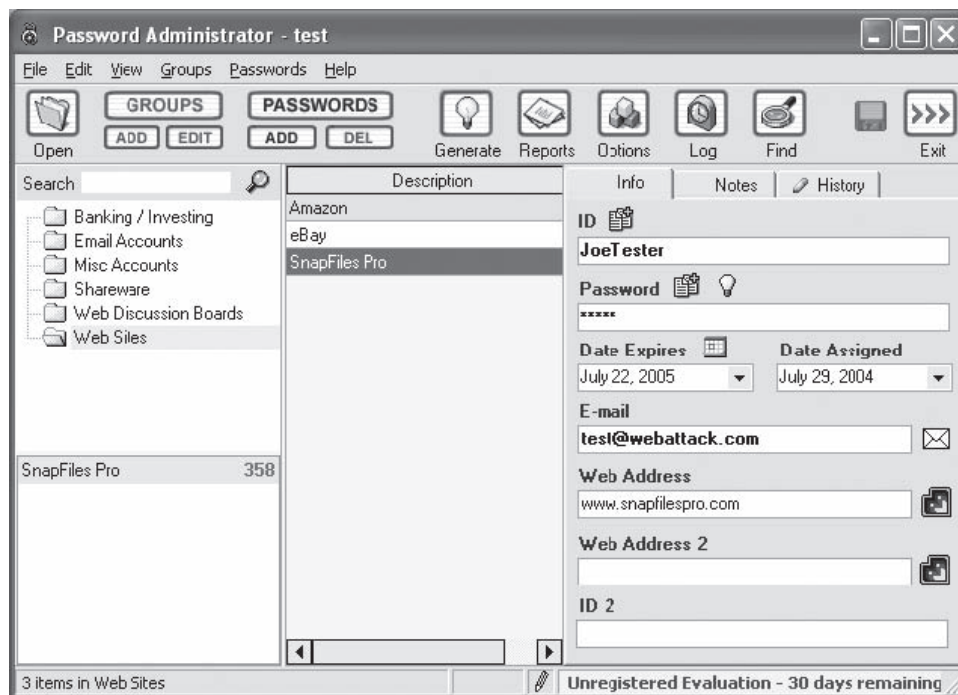 Password Administrator - test
File Edit View Groups Passwords Help
GROUPS
ADD EDIT
PASSWORDS
ADD DEL
Open Generate Reports Options Log Find Exit
Search
Banking / Investing
Email Accounts
Misc Accounts
Shareware
Web Discussion Boards
Web Sites
SnapFiles Pro 358
Description
Amazon
eBay
SnapFiles Pro
Info Notes History
ID
JoeTester
Password
*****
Date Expires Date Assigned
July 22, 2005 July 29, 2004
E-mail
test@webattack.com
Web Address
www.snapfilespro.com
Web Address 2
ID 2
3 items in Web Sites
Unregistered Evaluation - 30 days remaining